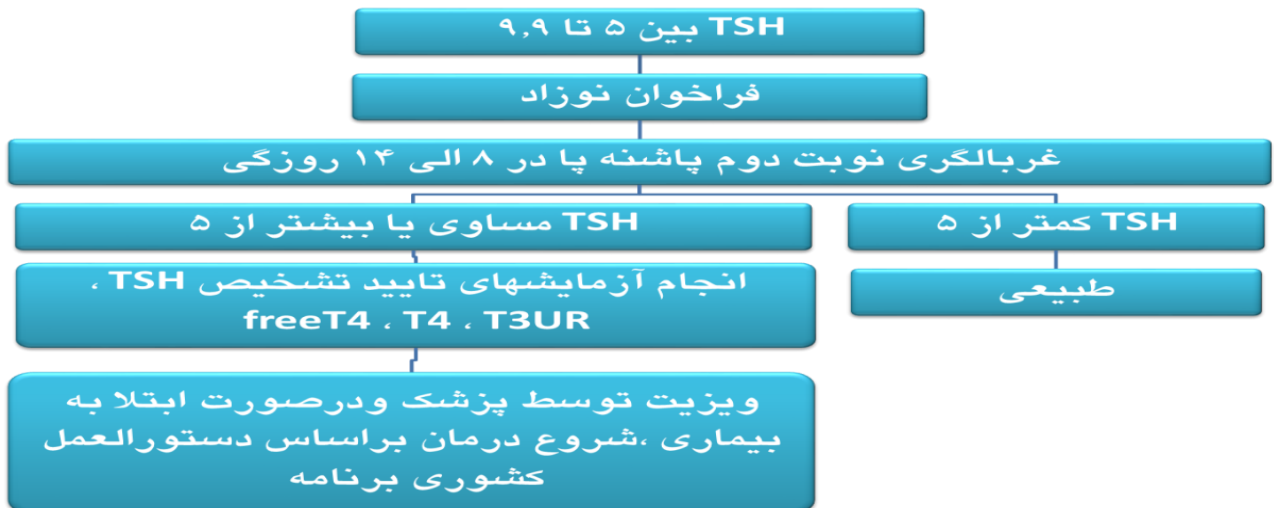 TSH بین ۵ تا ۹,۹
فراخوان نوزاد
غربالگری نوبت دوم پاشنه پا در ۸ الی ۱۴ روزگی
TSH کمتر از ۵
TSH مساوی یا بیشتر از ۵
طبیعی
انجام آزمایشهای تایید تشخیص TSH ،
freeT4 ، T4 ، T3UR
ویزیت توسط پزشک ودرصورت ابتلا به
بیماری ،شروع درمان براساس دستورالعمل
کشوری برنامه